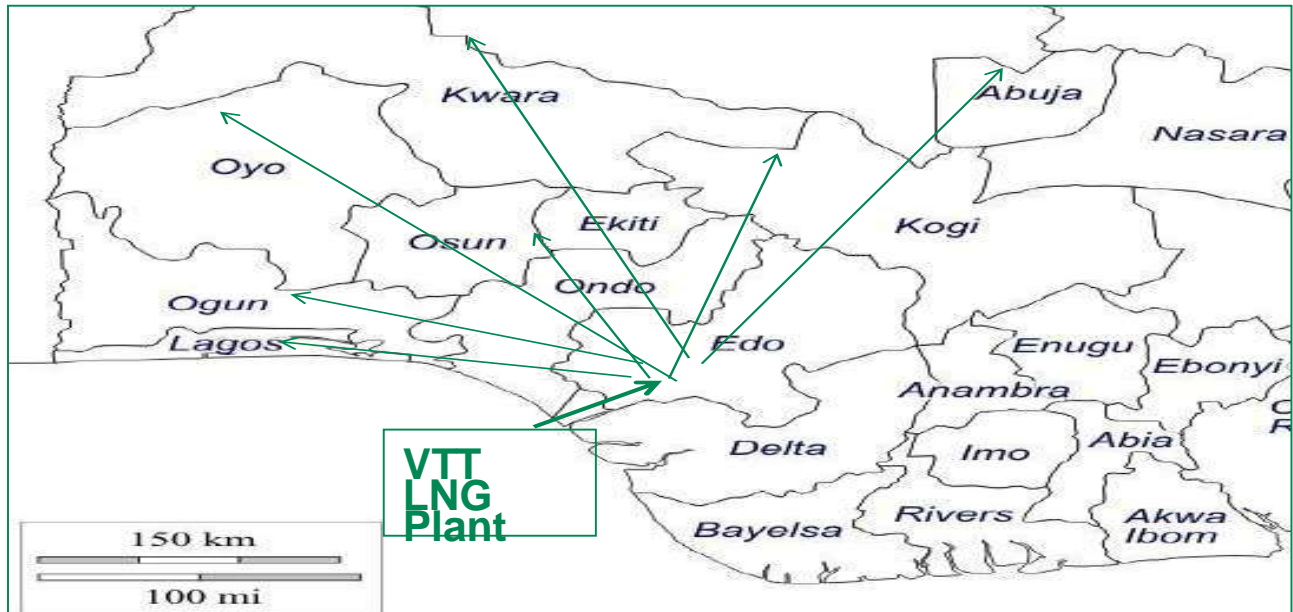 Abuja
Kwara
Nasara
Oyo
Ekiti
Kogi
Osun
Ondo
Ogun
Lagos
Edo
Enugu
Ebonyi
Anambra
Abia
Delta
Imo
C
R
VTT
LNG
Plant
Bayelsa
Rivers
Akwa
Ibom
150 km
100 mi